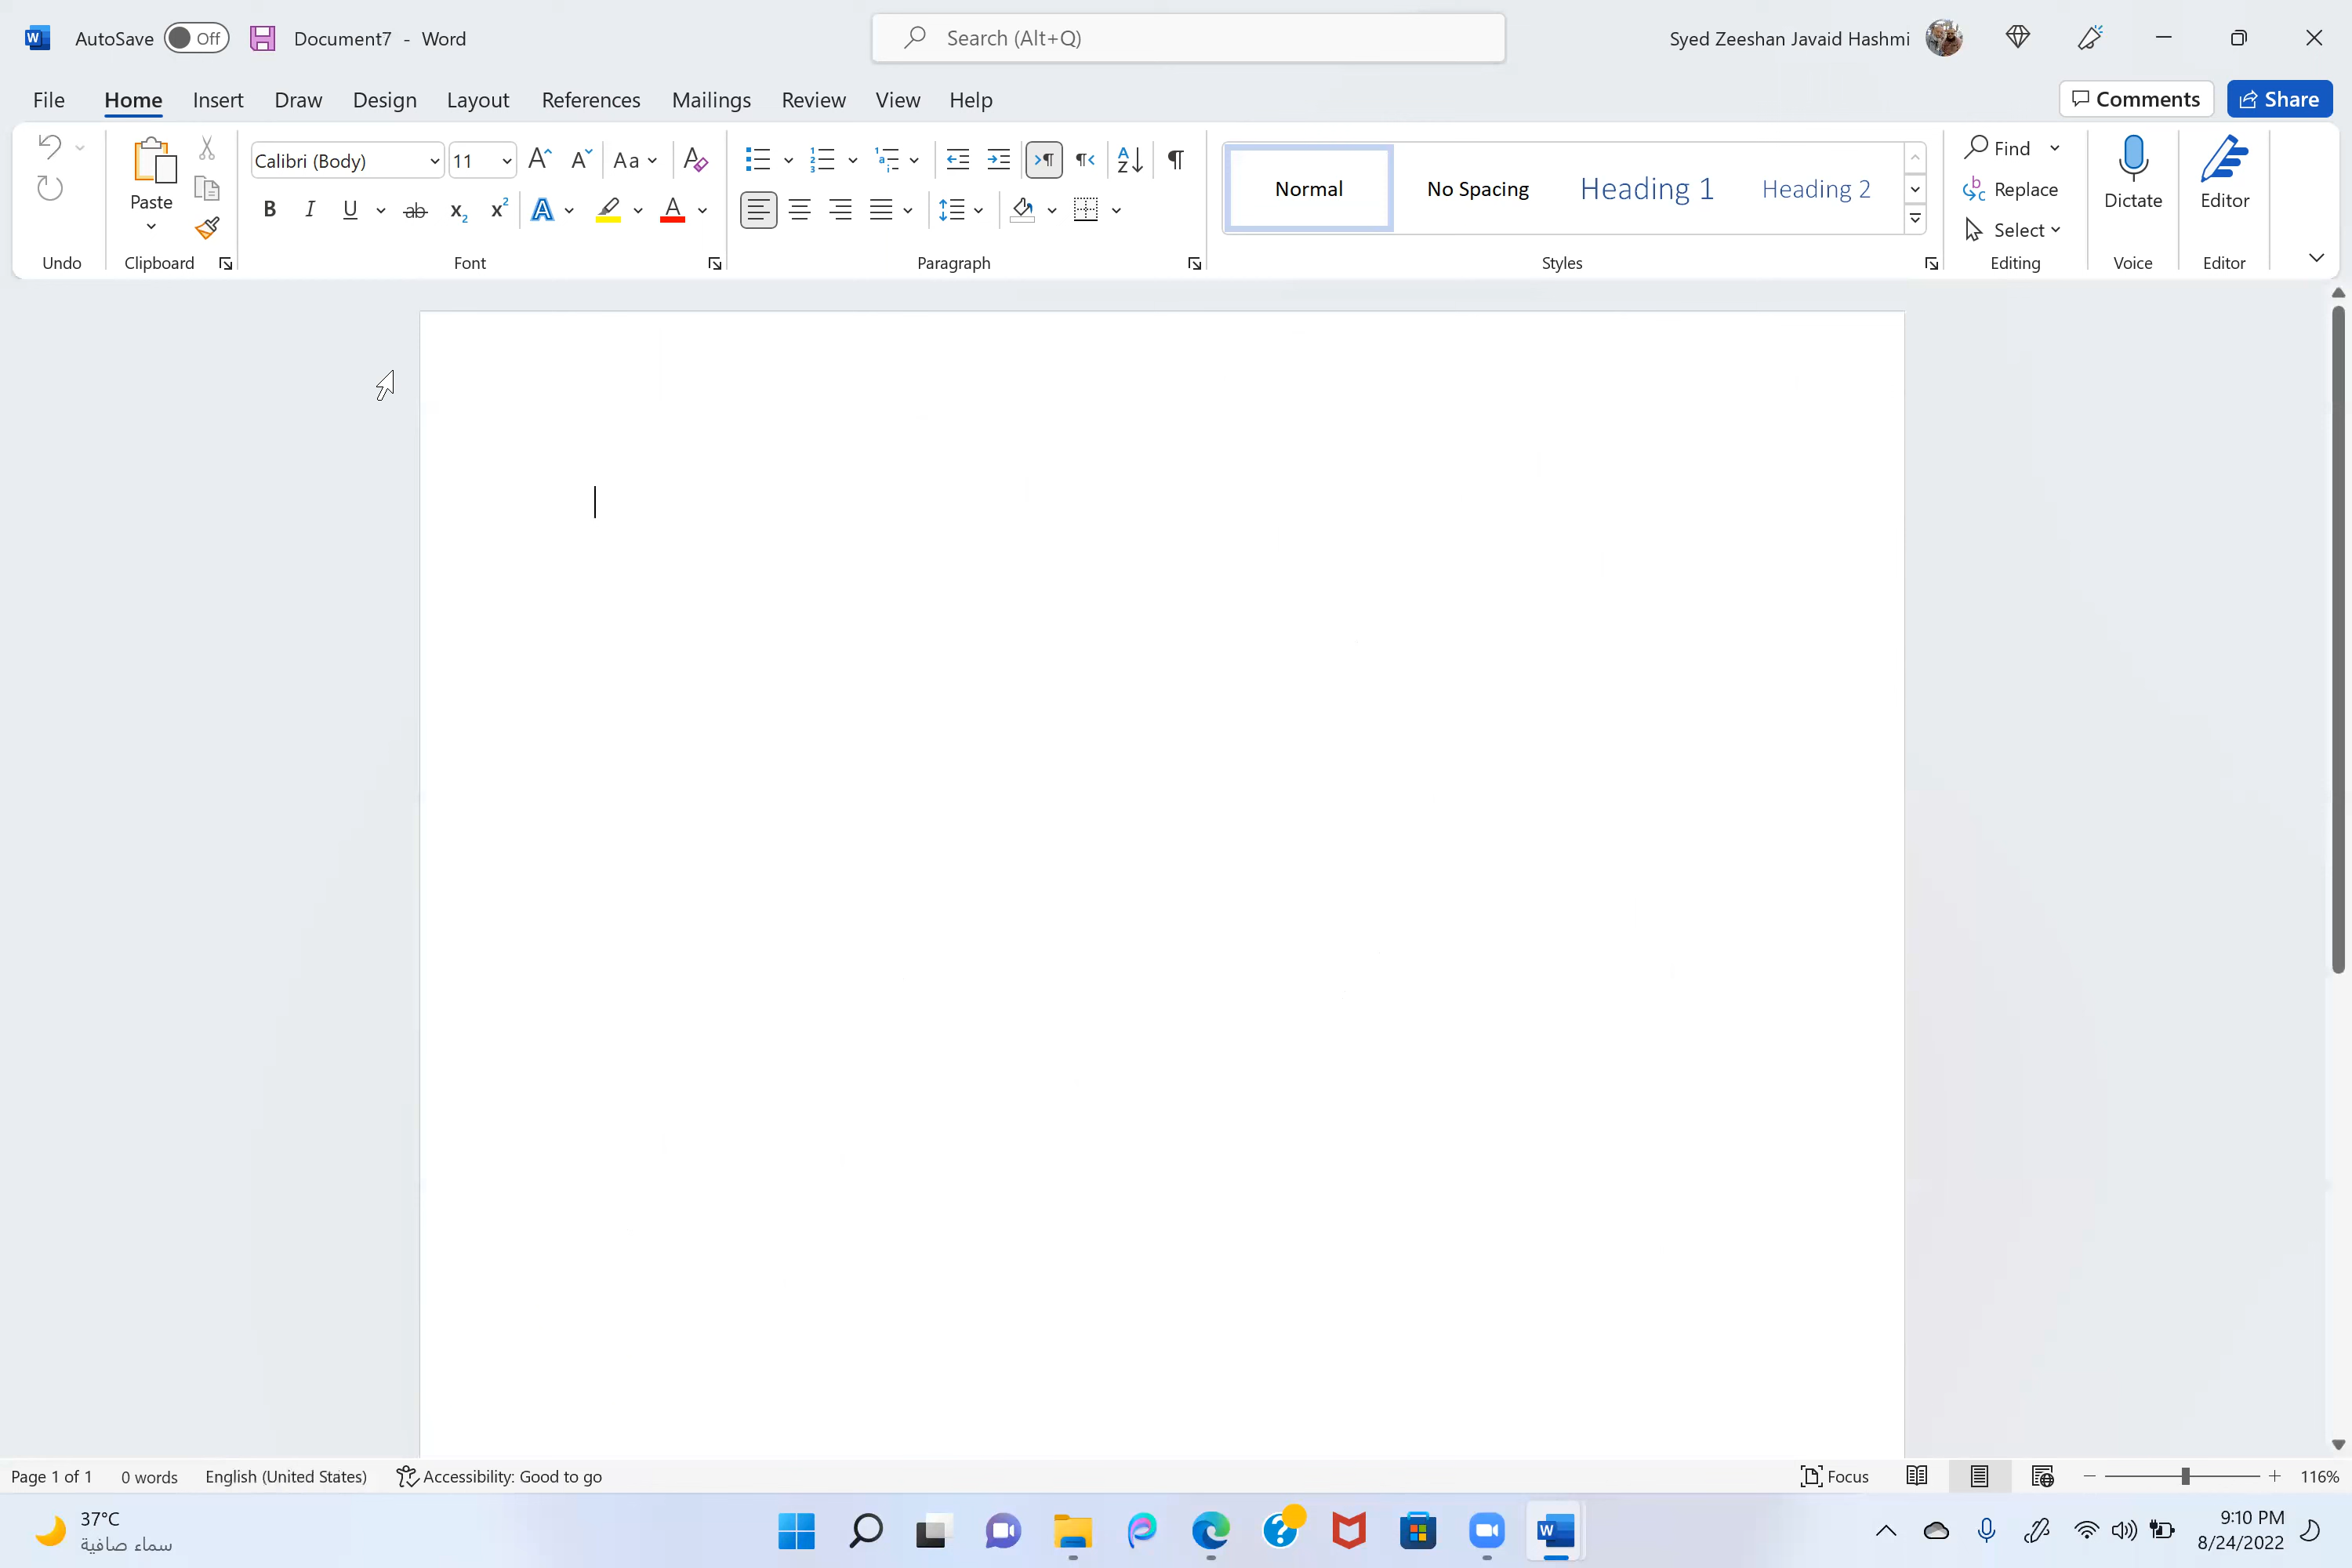 AutoSave Off Document7 - Word Search (Alt+Q) Syed Zeeshan Javaid Hashmi
File Home Insert Draw Design Layout References Mailings Review View Help Comments Share
Calibri (Body) 11 Aa Find
Paste Normal No Spacing Heading 1 Heading 2 Replace Dictate Editor
B I U ab x2 x2 A A Select
Undo Clipboard Font Paragraph Styles Editing Voice Editor
Page 1 of 1 0 words English (United States) Accessibility: Good to go Focus 116%
37°C 9:10 PM
سماء صافية 8/24/2022